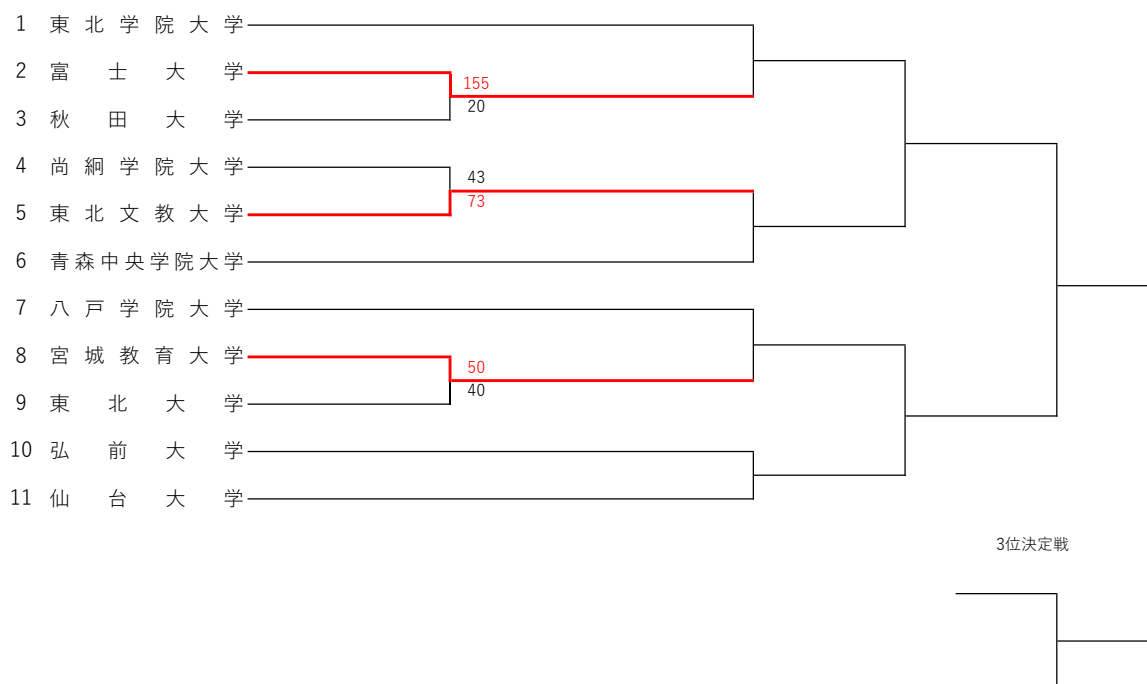 1 東北学院大学
2 富士大学
155
20
3 秋田大学
4 尚絅学院大学
43
73
5 東北文教大学
6 青森中央学院大学
7 八戸学院大学
8 宮城教育大学
50
40
9 東北大学
10 弘前大学
11 仙台大学
3位決定戦